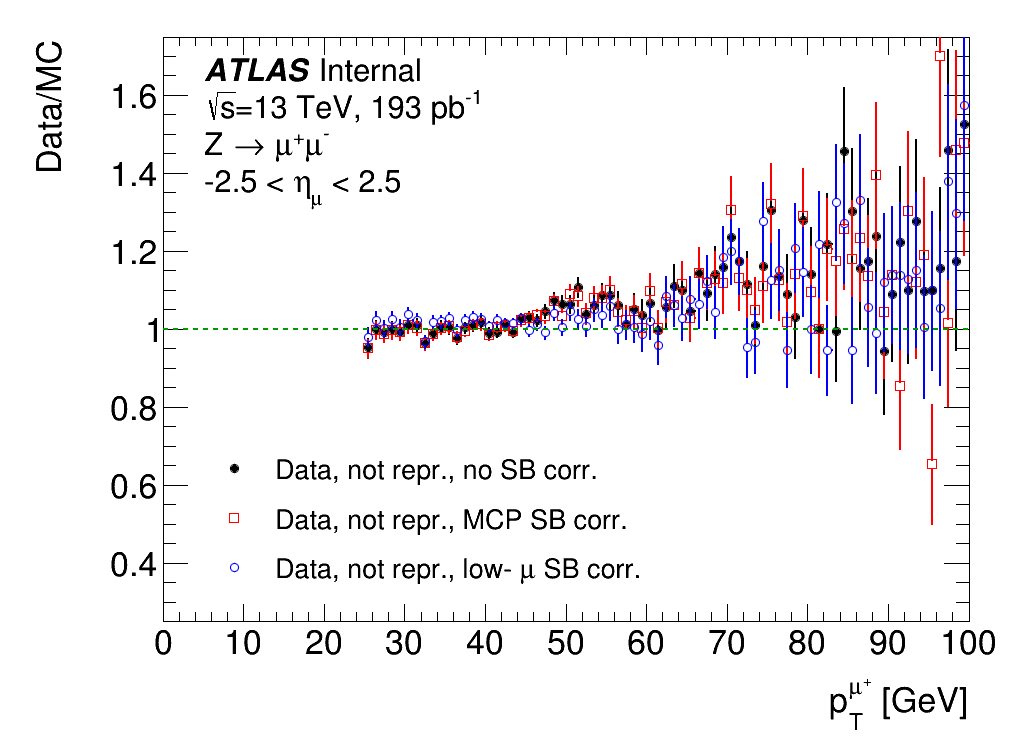 Data/MC
ATLAS Internal
√s=13 TeV, 193 pb⁻¹
Z → μ⁺μ⁻
-2.5 < η_μ < 2.5
1.6
1.4
1.2
1
0.8
0.6
0.4
Data, not repr., no SB corr.
Data, not repr., MCP SB corr.
Data, not repr., low- μ SB corr.
0 10 20 30 40 50 60 70 80 90 100
p_T^μ⁺ [GeV]